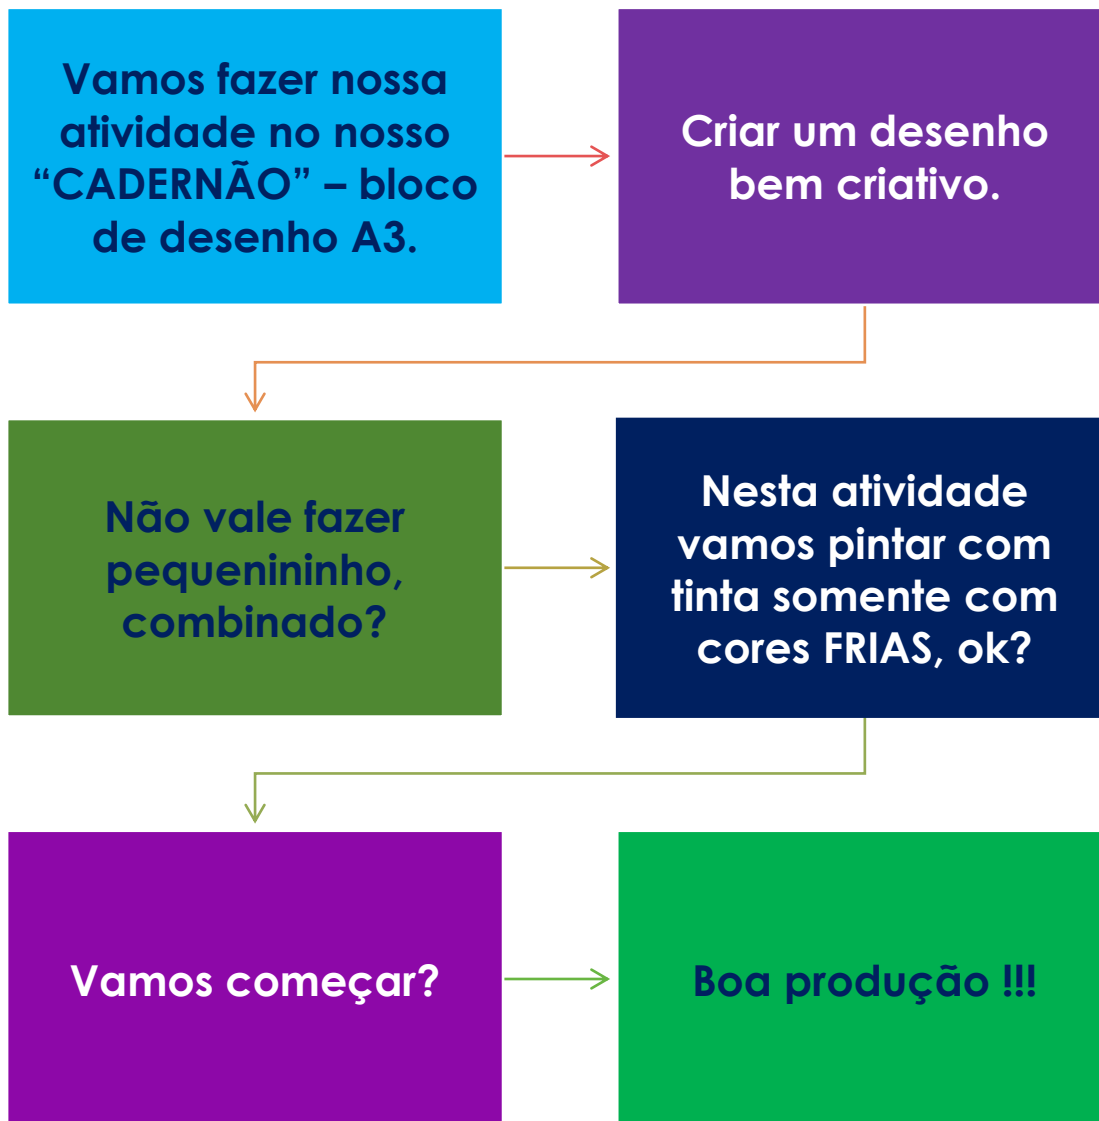 Vamos fazer nossa
atividade no nosso
“CADERNÃO” – bloco
de desenho A3.
Criar um desenho
bem criativo.
Não vale fazer
pequenininho,
combinado?
Nesta atividade
vamos pintar com
tinta somente com
cores FRIAS, ok?
Vamos começar?
Boa produção !!!